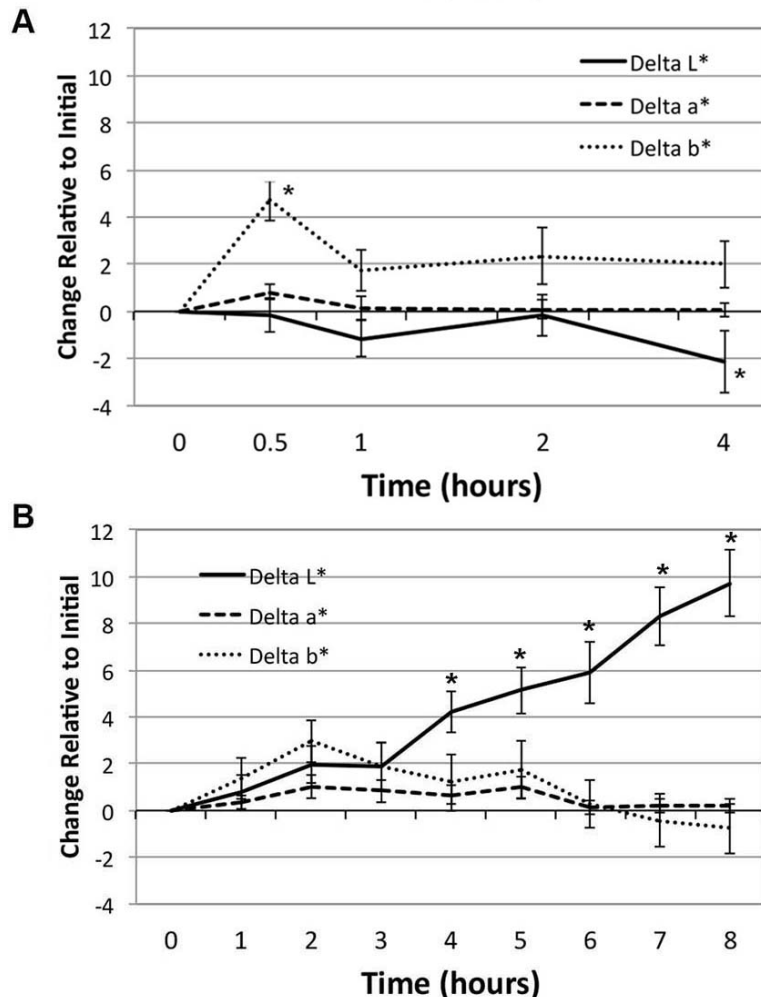 A
12
10
8
6
4
2
0
-2
-4
Change Relative to Initial
Delta L*
Delta a*
Delta b*
*
*
0 0.5 1 2 4
Time (hours)
B
12
10
8
6
4
2
0
-2
-4
Change Relative to Initial
Delta L*
Delta a*
Delta b*
* * * * *
0 1 2 3 4 5 6 7 8
Time (hours)